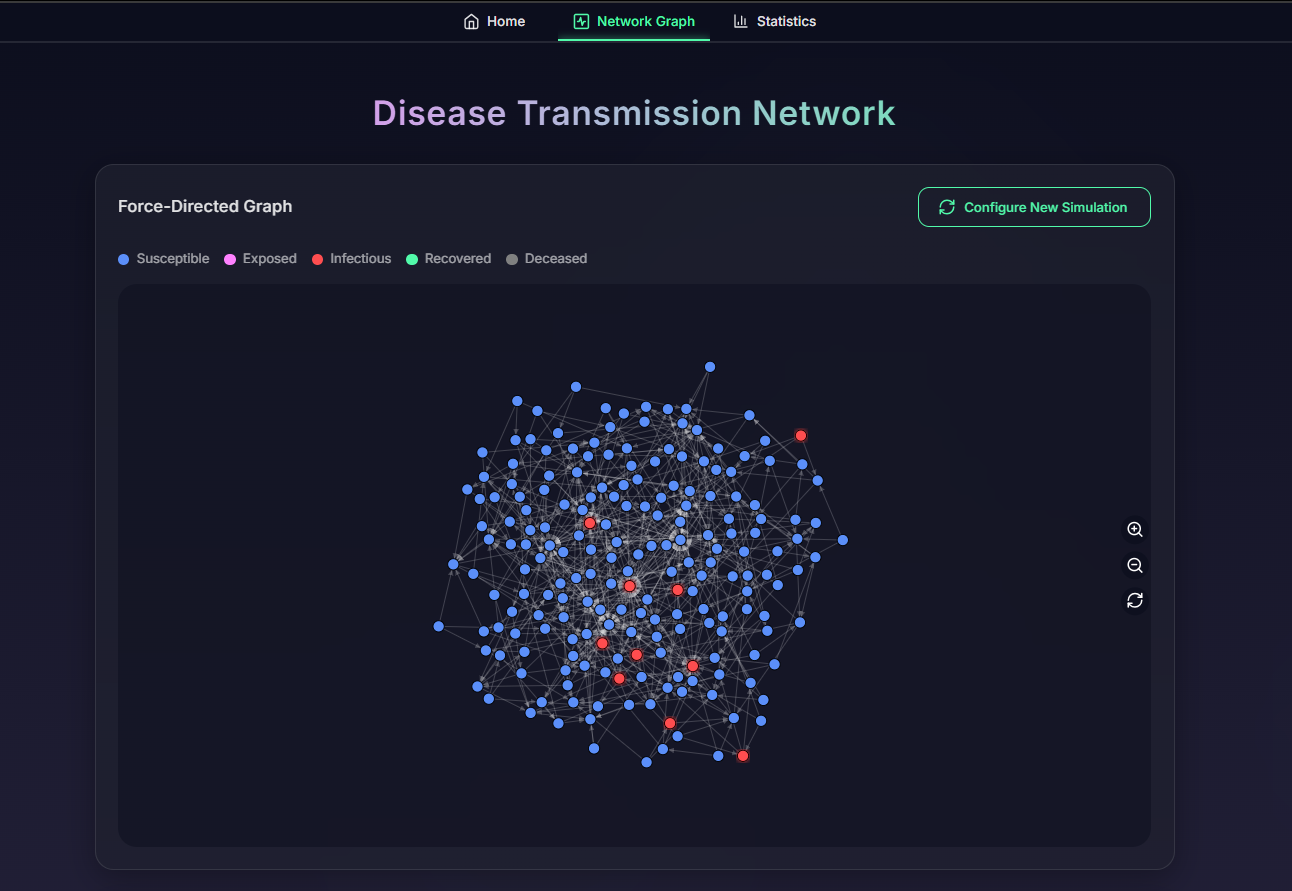 Home Network Graph Statistics
Disease Transmission Network
Force-Directed Graph
Configure New Simulation
Susceptible Exposed Infectious Recovered Deceased